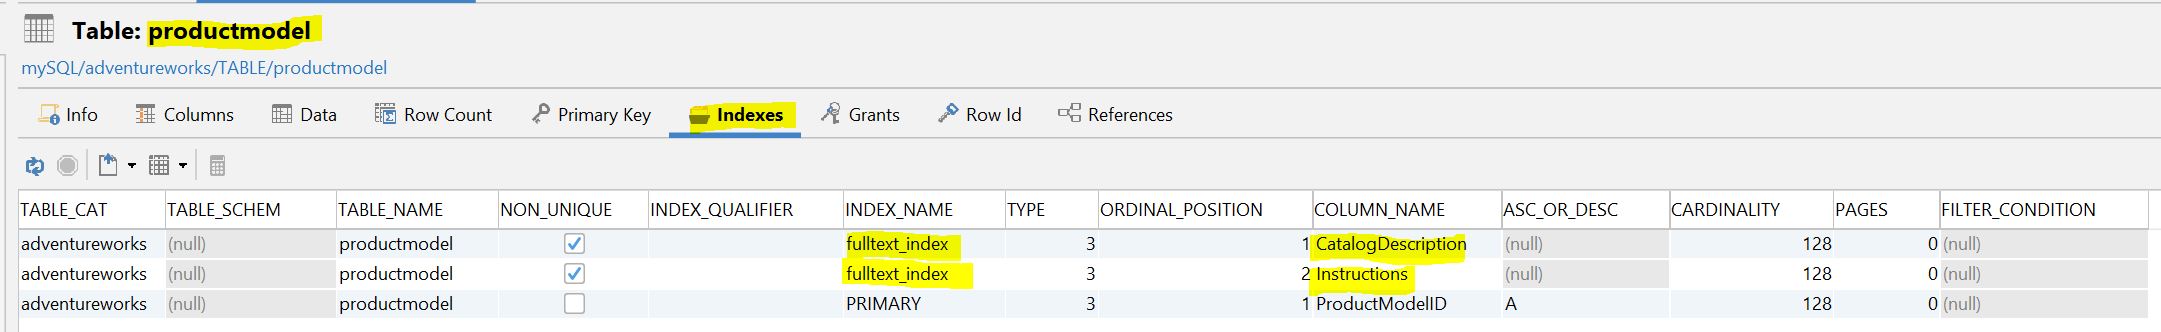 Table: productmodel
mySQL/adventureworks/TABLE/productmodel
Info Columns Data Row Count Primary Key Indexes Grants Row Id References
TABLE_CAT TABLE_SCHEM TABLE_NAME NON_UNIQUE INDEX_QUALIFIER INDEX_NAME TYPE ORDINAL_POSITION COLUMN_NAME ASC_OR_DESC CARDINALITY PAGES FILTER_CONDITION
adventureworks (null) productmodel fulltext_index 3 1 CatalogDescription (null) 128 0 (null)
adventureworks (null) productmodel fulltext_index 3 2 Instructions (null) 128 0 (null)
adventureworks (null) productmodel PRIMARY 3 1 ProductModelID A 128 0 (null)